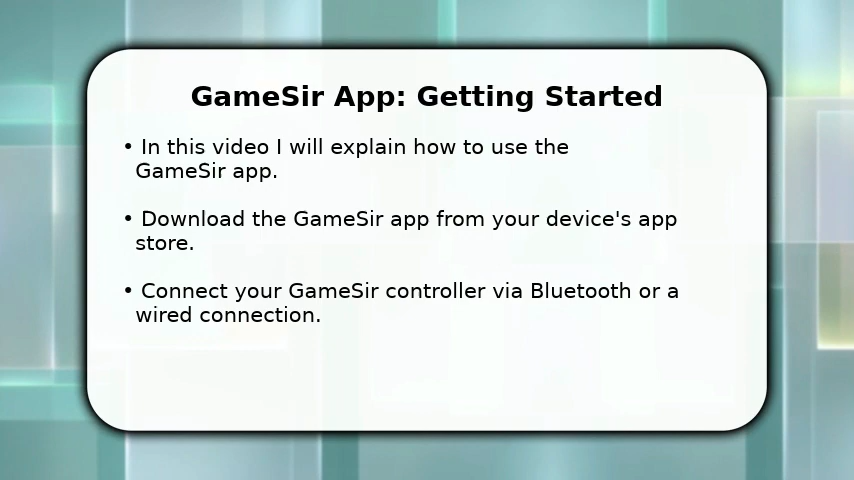 GameSir App: Getting Started
• In this video I will explain how to use the
GameSir app.
• Download the GameSir app from your device's app
store.
• Connect your GameSir controller via Bluetooth or a
wired connection.